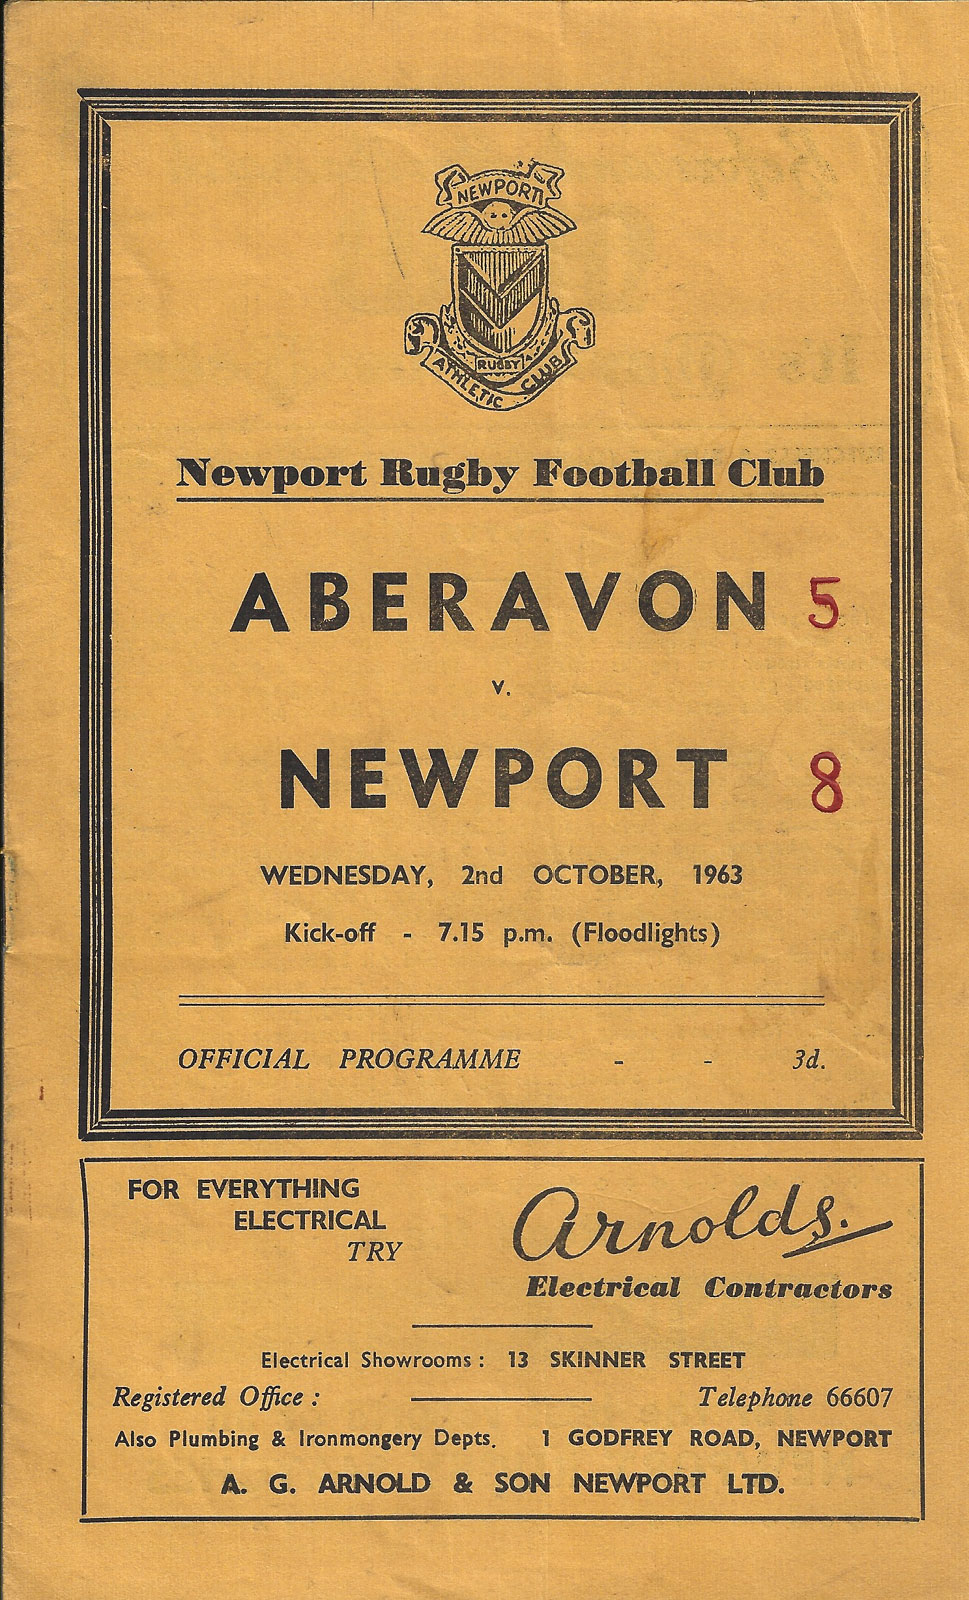 NEWPORT
RUGBY
ATHLETIC CLUB
Newport Rugby Football Club
ABERAVON 5
v.
NEWPORT 8
WEDNESDAY, 2nd OCTOBER, 1963
Kick-off - 7.15 p.m. (Floodlights)
OFFICIAL PROGRAMME - - 3d.
FOR EVERYTHING
ELECTRICAL
TRY
Arnolds.
Electrical Contractors
Electrical Showrooms : 13 SKINNER STREET
Registered Office : Telephone 66607
Also Plumbing & Ironmongery Depts. 1 GODFREY ROAD, NEWPORT
A. G. ARNOLD & SON NEWPORT LTD.